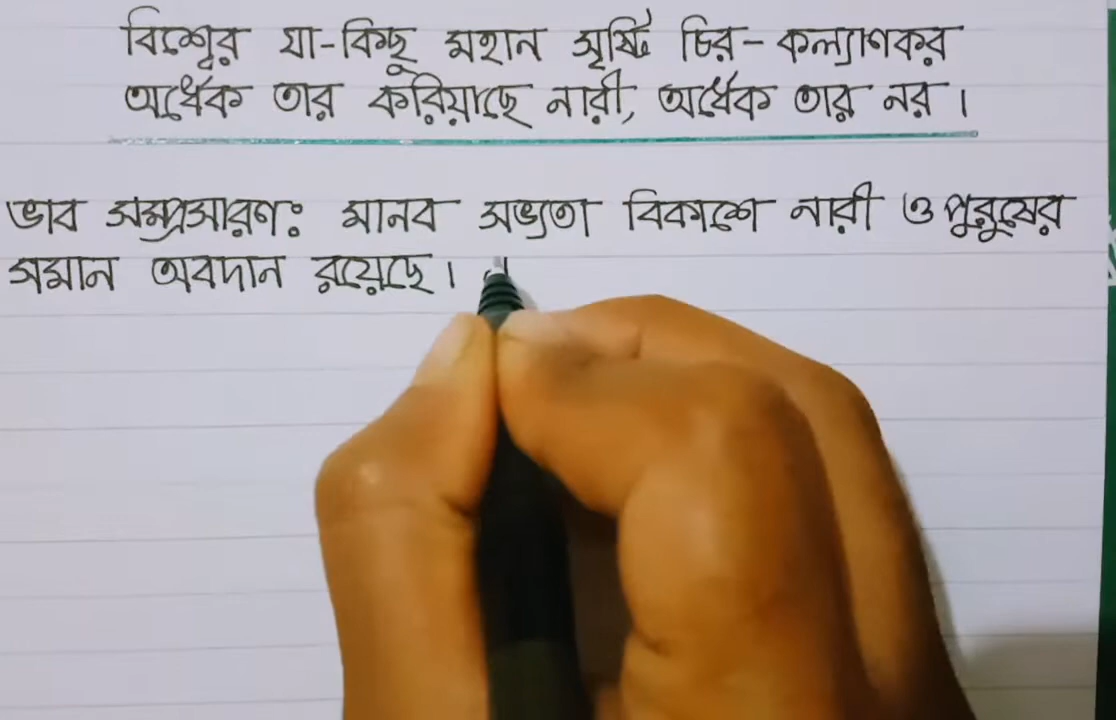 বিশ্বের যা-কিছু মহান সৃষ্টি চির-কল্যাণকর
অর্ধেক তার করিয়াছে নারী, অর্ধেক তার নর।
ভাব সম্প্রসারণঃ মানব সভ্যতা বিকাশে নারী ও পুরুষের
সমান অবদান রয়েছে।